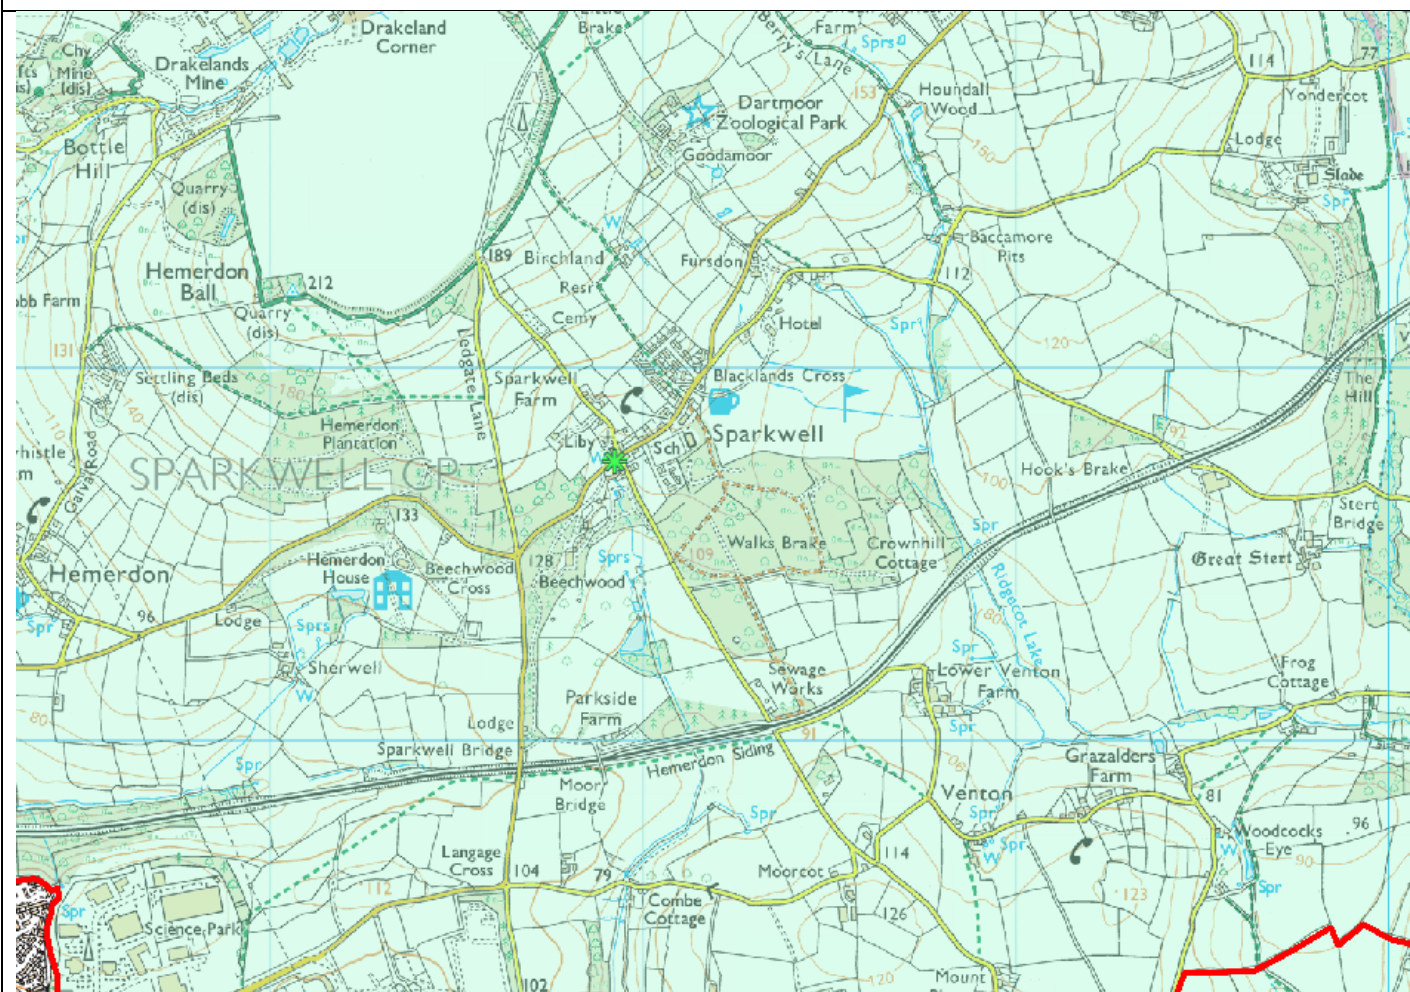 Drakeland
Corner
Brake
Berry's Lane
Farm
Sprs
Chy
Mine
(dis)
Drakelands
Mine
114
77
Yondercot
153
Houndall
Wood
Dartmoor
Zoological Park
Goodamoor
Bottle
Hill
150
Lodge
Slade
Spr
Quarry
(dis)
W
Baccamore
Pits
189
Birchland
Fursdon
Hemerdon
Ball
212
112
Resr
Cemy
Quarry
(dis)
Hotel
Spr
120
131
Ledgate Lane
Settling Beds
(dis)
180
Sparkwell
Farm
Blacklands Cross
The
Hill
140
110
Hemerdon
Plantation
Liby
W
Sch
Sparkwell
92
Galva Road
SPARKWELL CP
Hook's Brake
100
133
Spr
Stert
Bridge
Walks Brake
109
Crownhill
Cottage
Great Stert
Hemerdon
Hemerdon
House
Beechwood
Cross
128
Sprs
Beechwood
Ridgecot Lake
80
96
Lodge
Sprs
Spr
Sherwell
W
Spr
Sewage
Works
Lower Venton
Farm
Frog
Cottage
Parkside
Farm
80
Lodge
Spr
91
Sparkwell Bridge
Hemerdon Siding
Spr
Grazalders
Farm
Moor
Bridge
Venton
81
Spr
Spr
Spr
W
W
Woodcocks
Eye
96
90
Langage
Cross
104
79
Moorcot
114
112
123
Spr
Spr
Combe
Cottage
126
Science Park
120
102
Mount